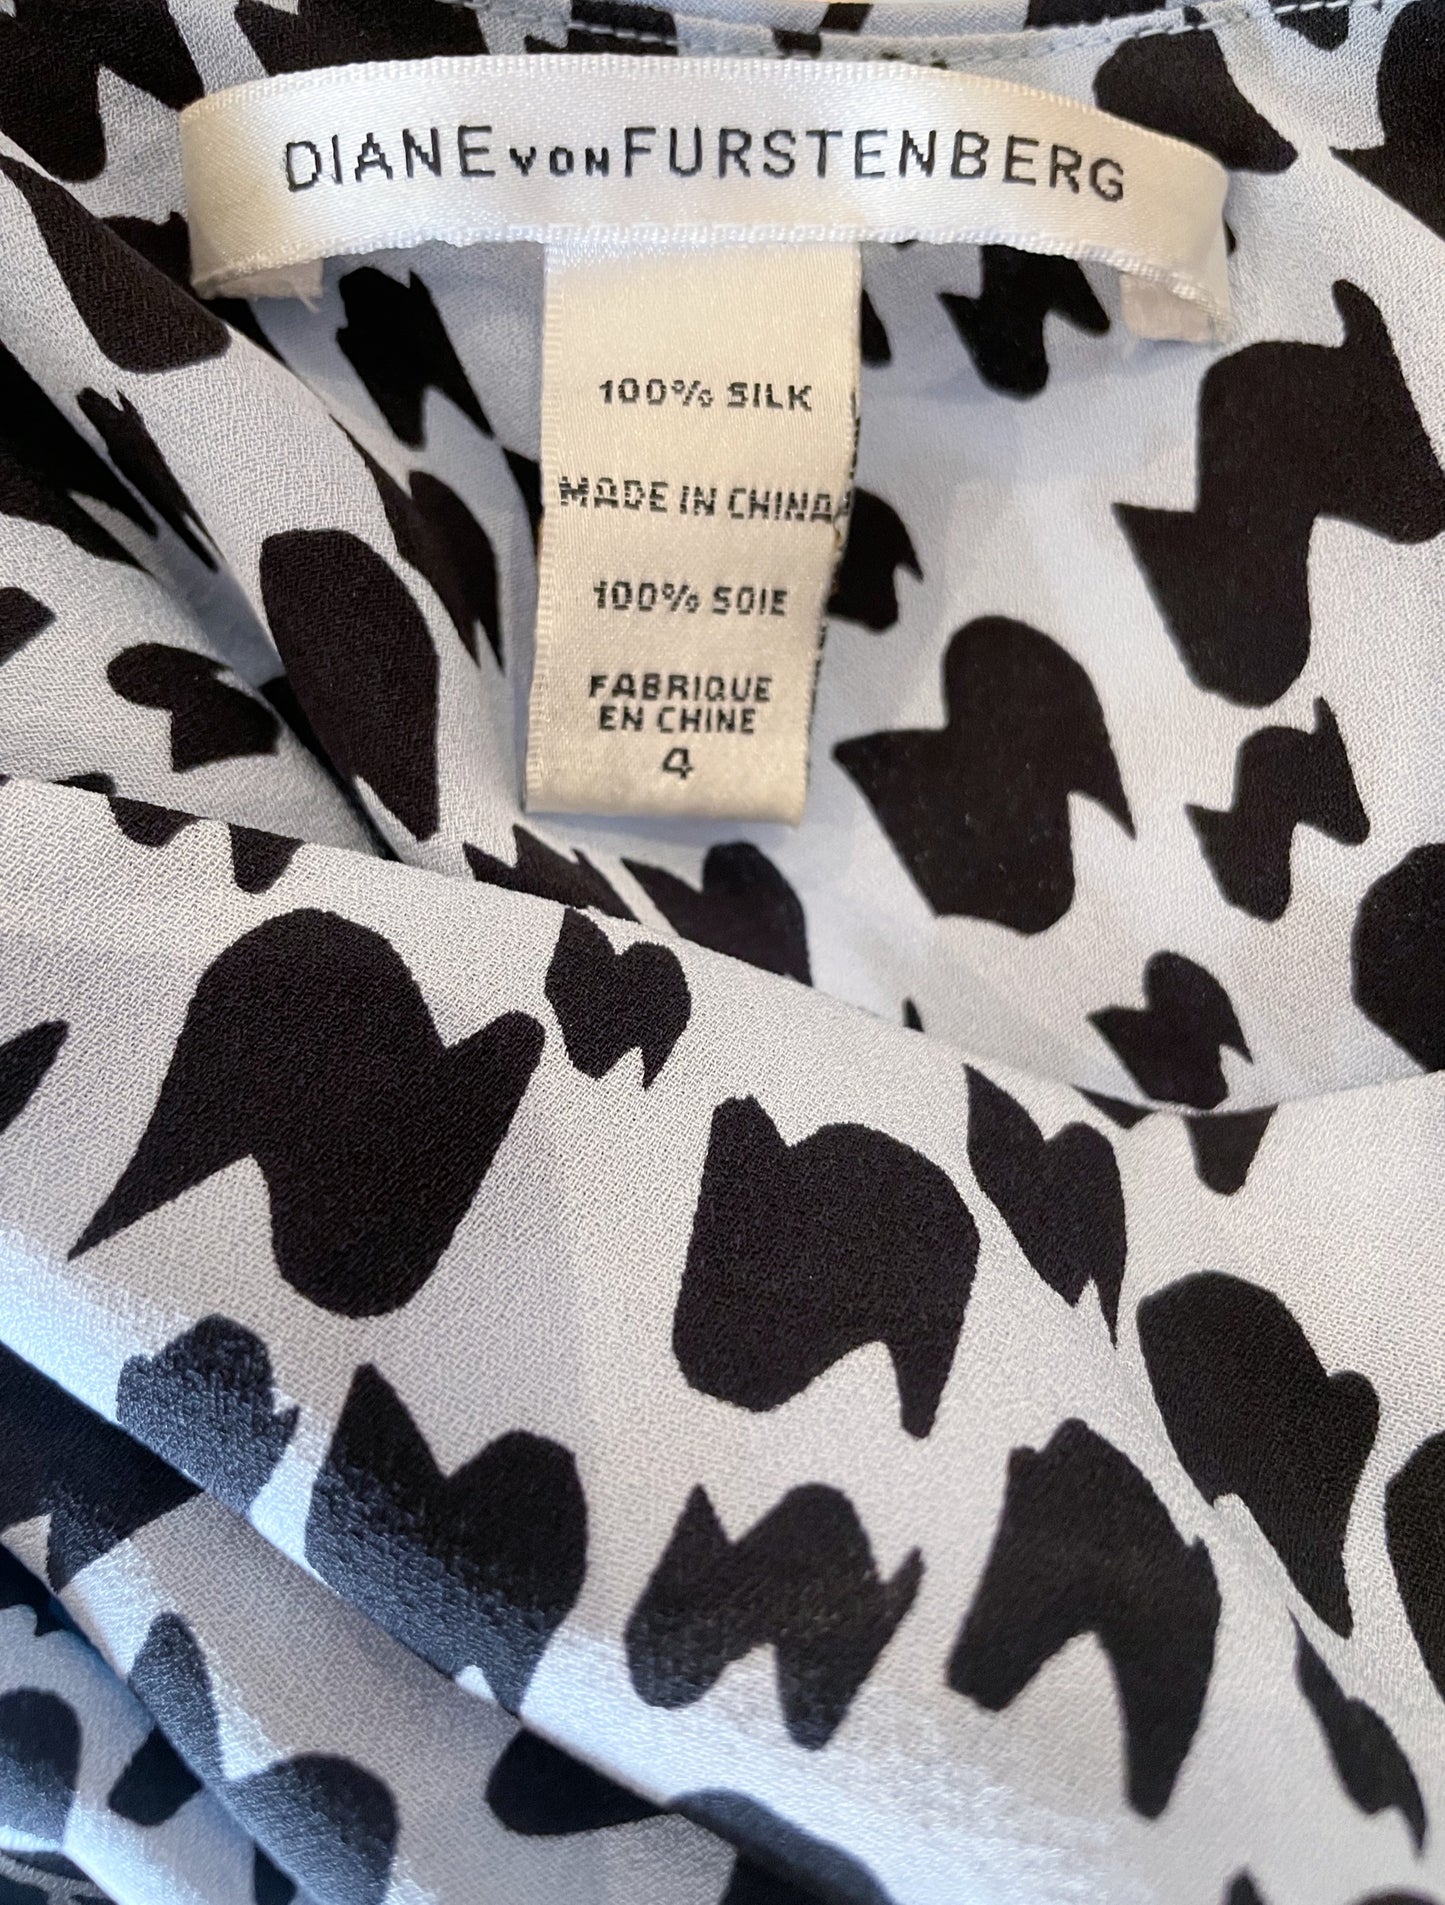 DIANE VON FURSTENBERG
100% SILK
MADE IN CHINA
100% SOIE
FABRIQUE
EN CHINE
4